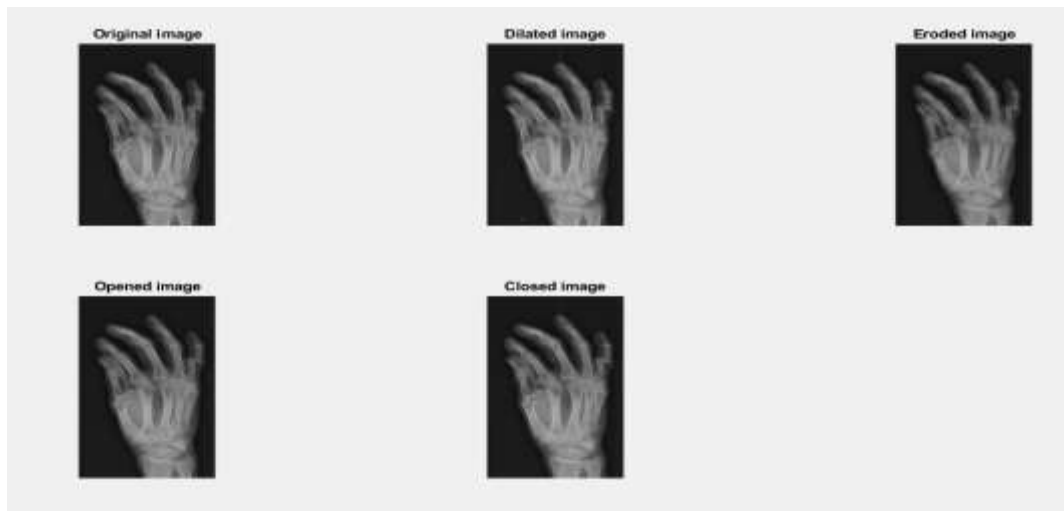 Original image
Dilated image
Eroded image
Opened image
Closed image